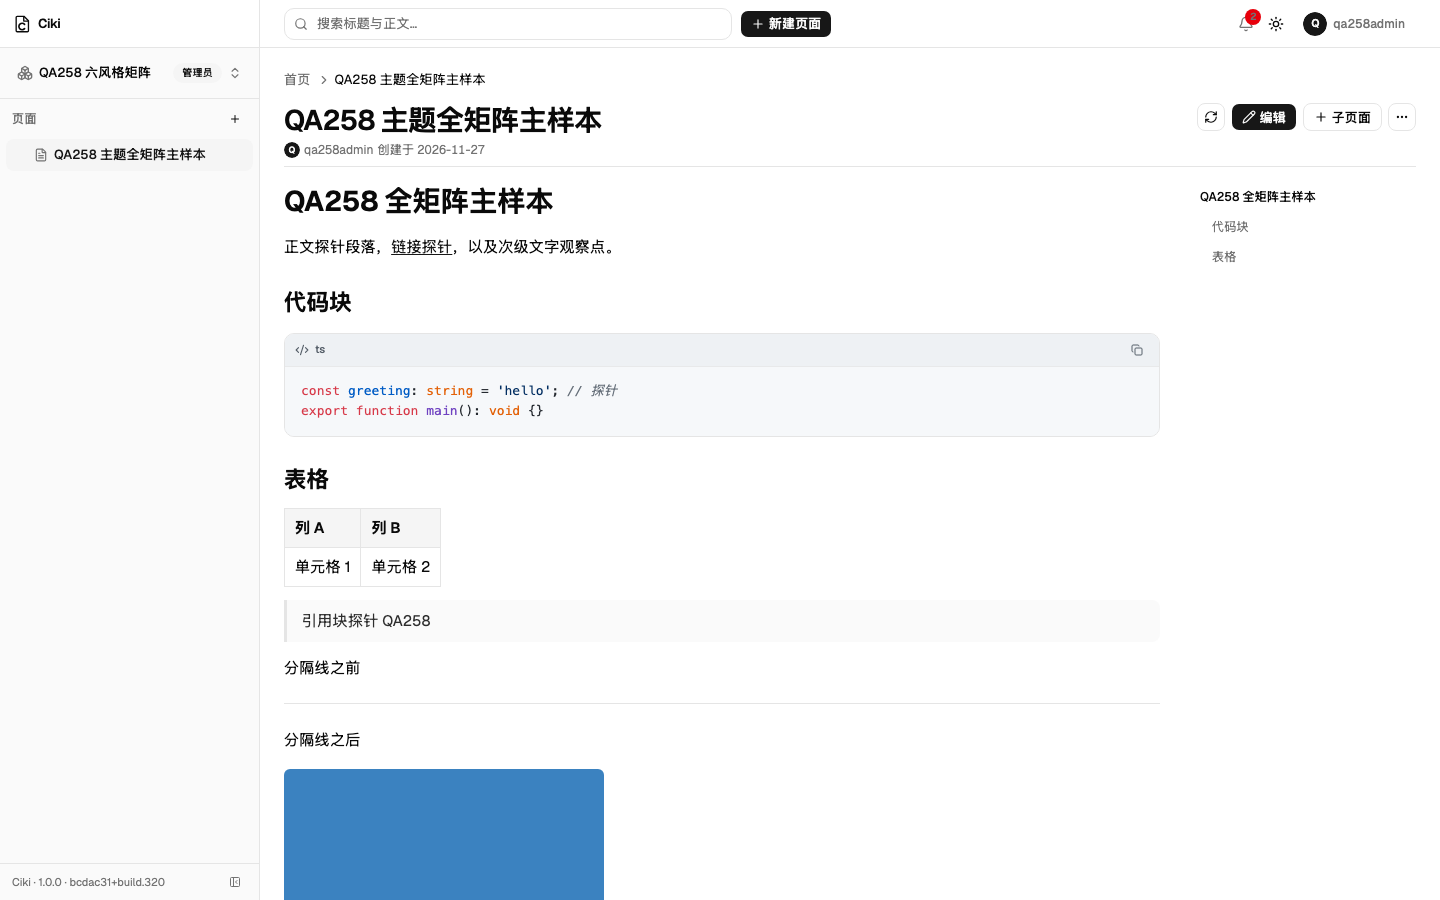 Ciki
搜索标题与正文...
新建页面
2
Q qa258admin
QA258 六风格矩阵 管理员
页面
QA258 主题全矩阵主样本
首页 QA258 主题全矩阵主样本
QA258 主题全矩阵主样本
编辑
子页面
Q qa258admin 创建于 2026-11-27
QA258 全矩阵主样本
正文探针段落，链接探针，以及次级文字观察点。
代码块
ts
const greeting: string = 'hello'; // 探针
export function main(): void {}
表格
列 A 列 B
单元格 1 单元格 2
引用块探针 QA258
分隔线之前
分隔线之后
QA258 全矩阵主样本
代码块
表格
Ciki · 1.0.0 · bcdac31+build.320